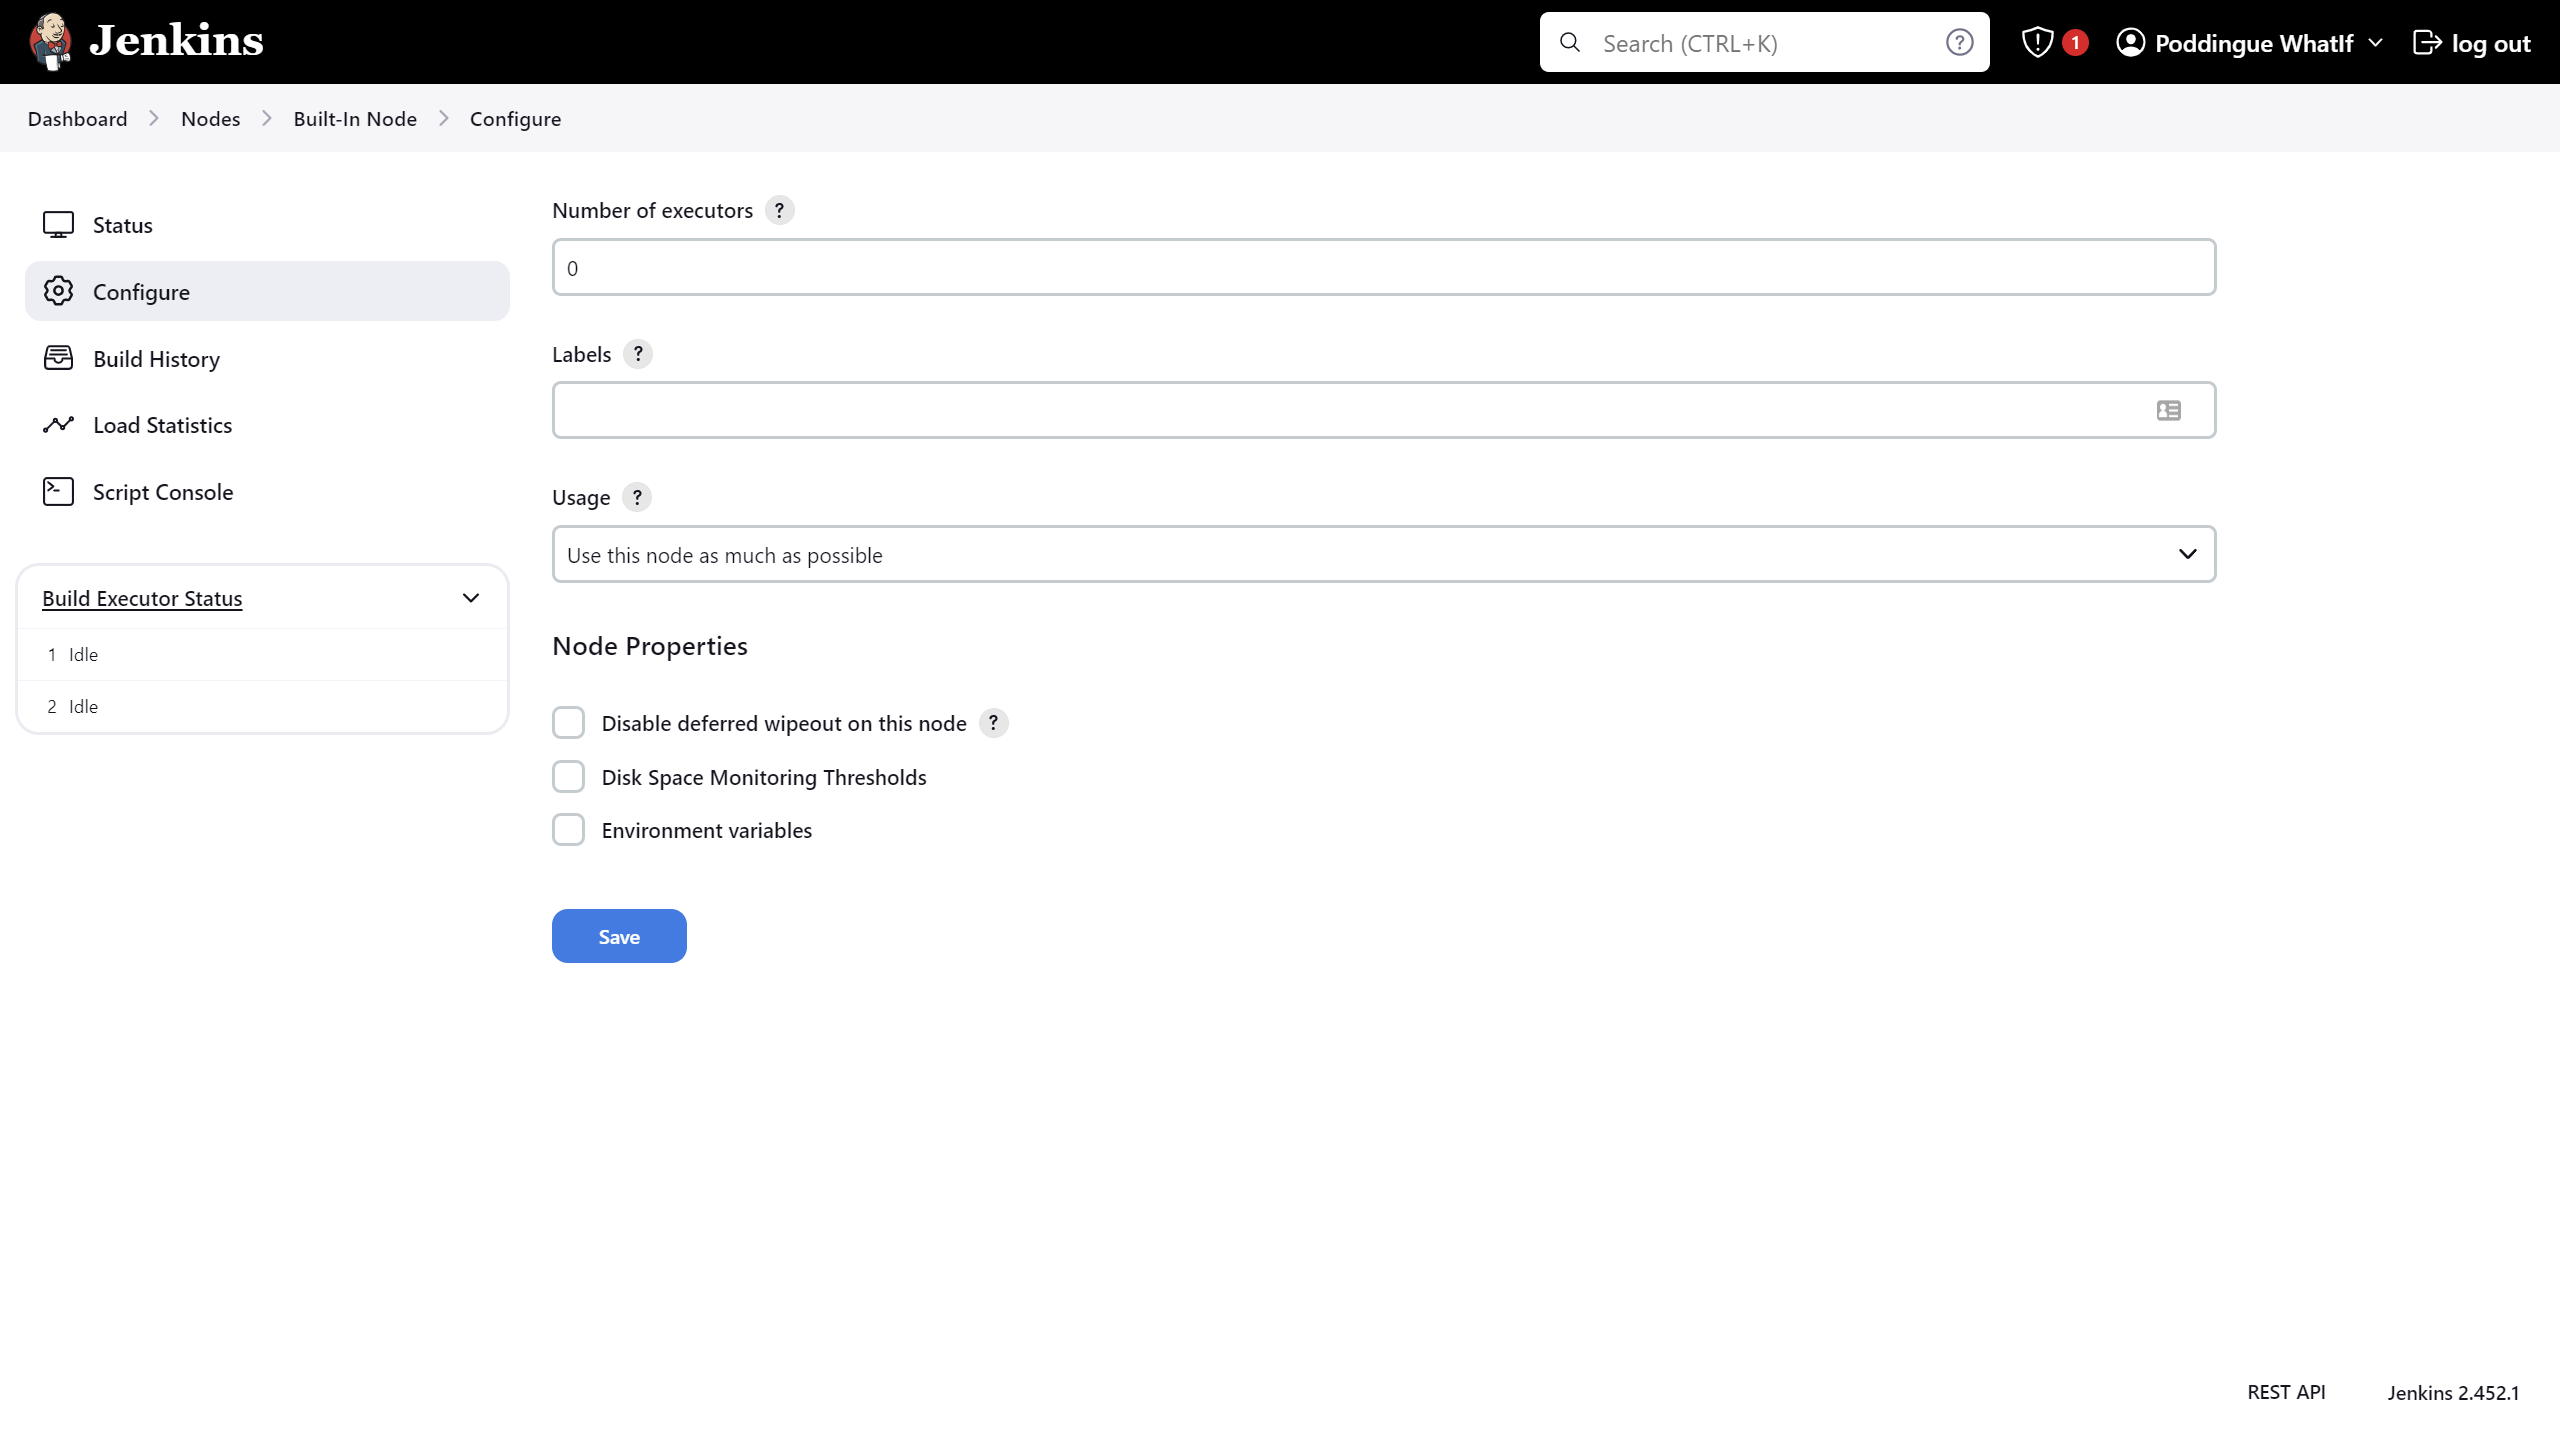 Jenkins
Search (CTRL+K)
?
1
Poddingue WhatIf
log out
Dashboard
Nodes
Built-In Node
Configure
Status
Configure
Build History
Load Statistics
Script Console
Build Executor Status
1 Idle
2 Idle
Number of executors ?
0
Labels ?
Usage ?
Use this node as much as possible
Node Properties
Disable deferred wipeout on this node ?
Disk Space Monitoring Thresholds
Environment variables
Save
REST API
Jenkins 2.452.1